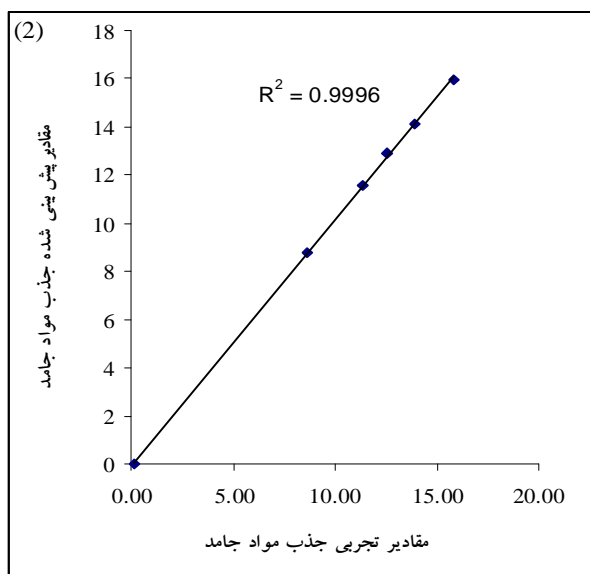 (2)
18
16
14
12
10
8
6
4
2
0
R² = 0.9996
مقادیر پیش بینی شده جذب مواد جامد
0.00 5.00 10.00 15.00 20.00
مقادیر تجربی جذب مواد جامد